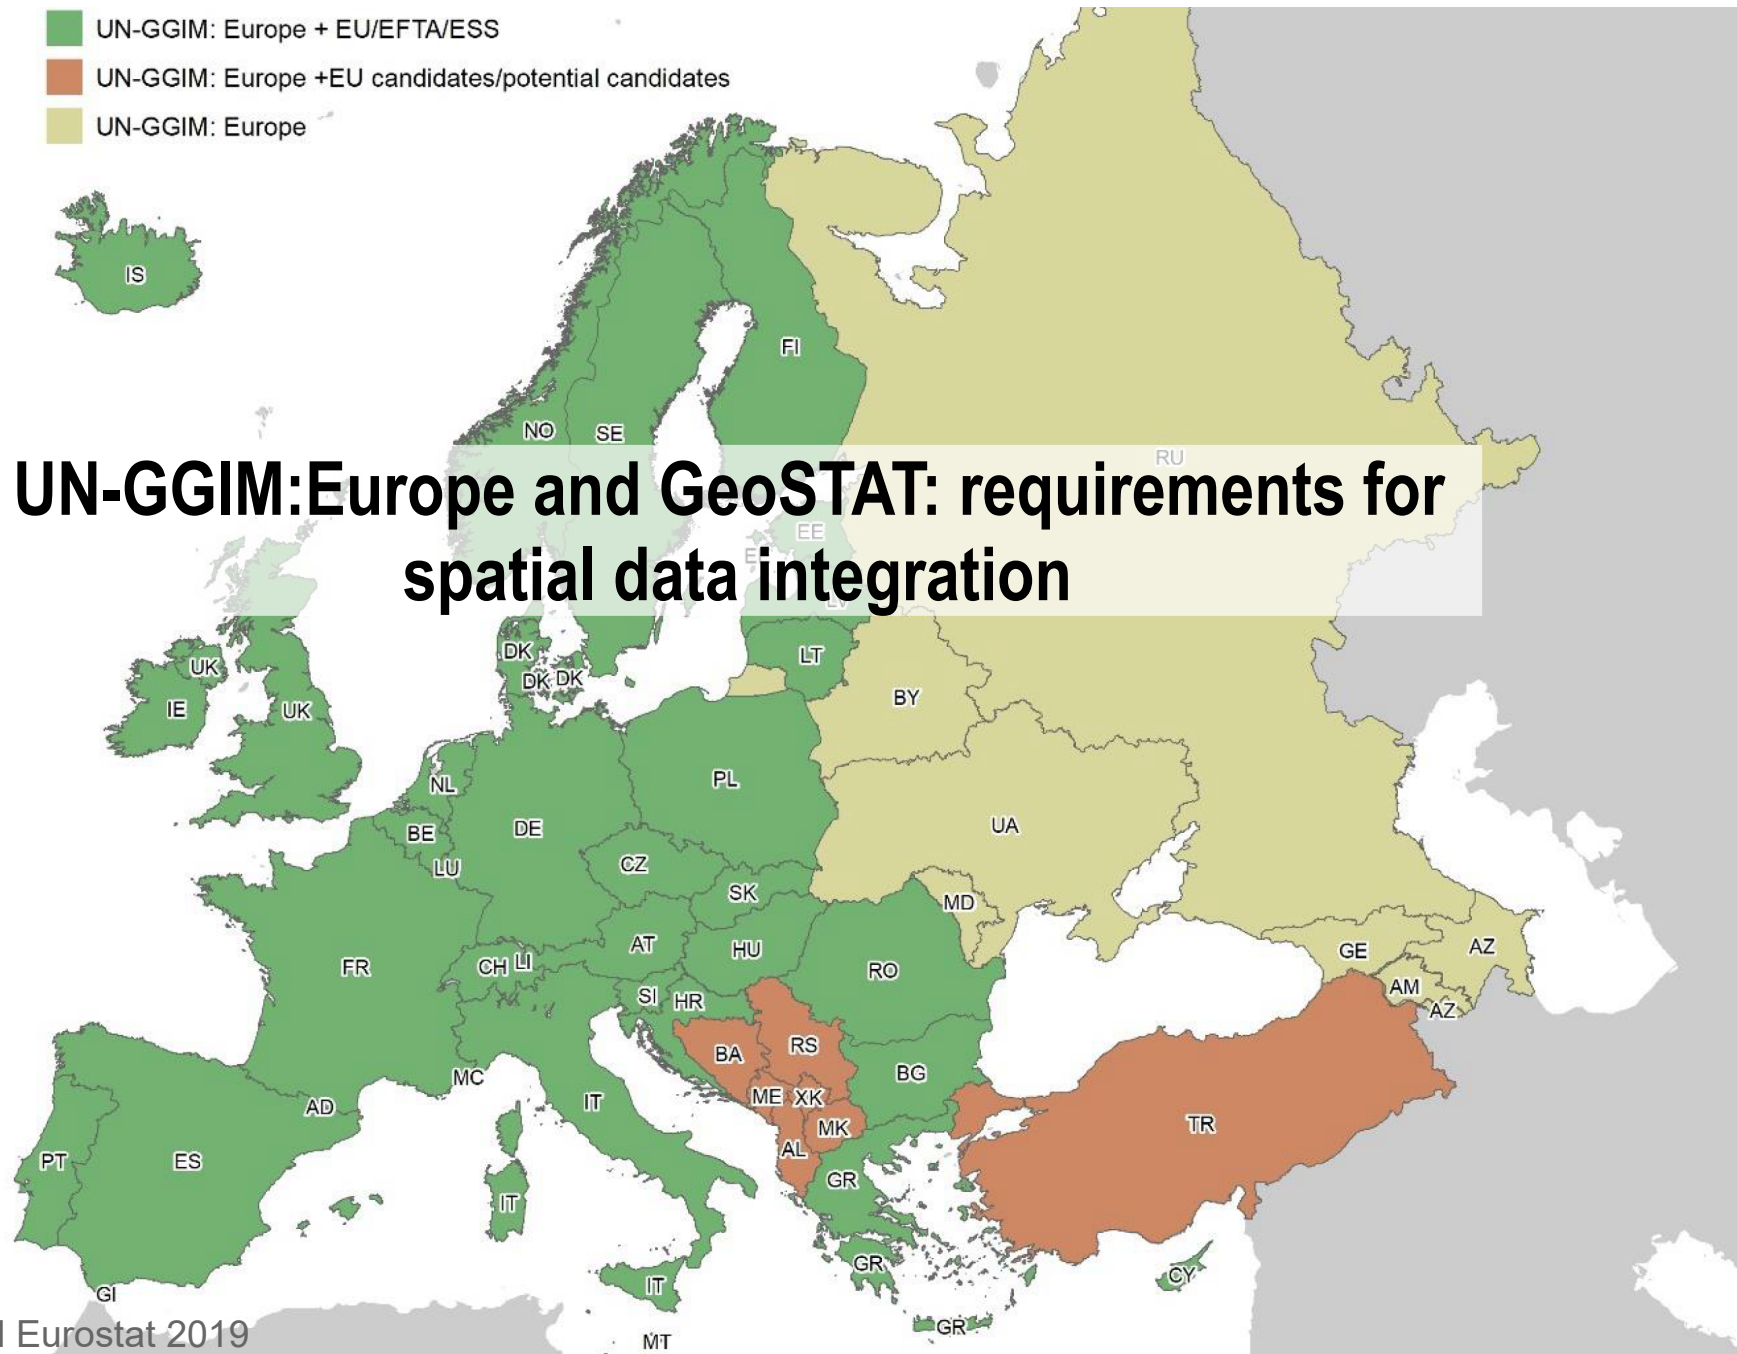 UN-GGIM: Europe + EU/EFTA/ESS
UN-GGIM: Europe +EU candidates/potential candidates
UN-GGIM: Europe
IS
FI
NO
SE
RU
UN-GGIM:Europe and GeoSTAT: requirements for
spatial data integration
EE
LV
DK
LT
UK
DK
DK
BY
IE
UK
PL
NL
DE
UA
BE
CZ
LU
SK
MD
AT
HU
GE
AZ
FR
CH
LI
RO
AM
SI
HR
AZ
BA
RS
BG
MC
ME
XK
AD
IT
MK
TR
AL
PT
ES
GR
IT
GR
IT
CY
GI
GR
Eurostat 2019
MT